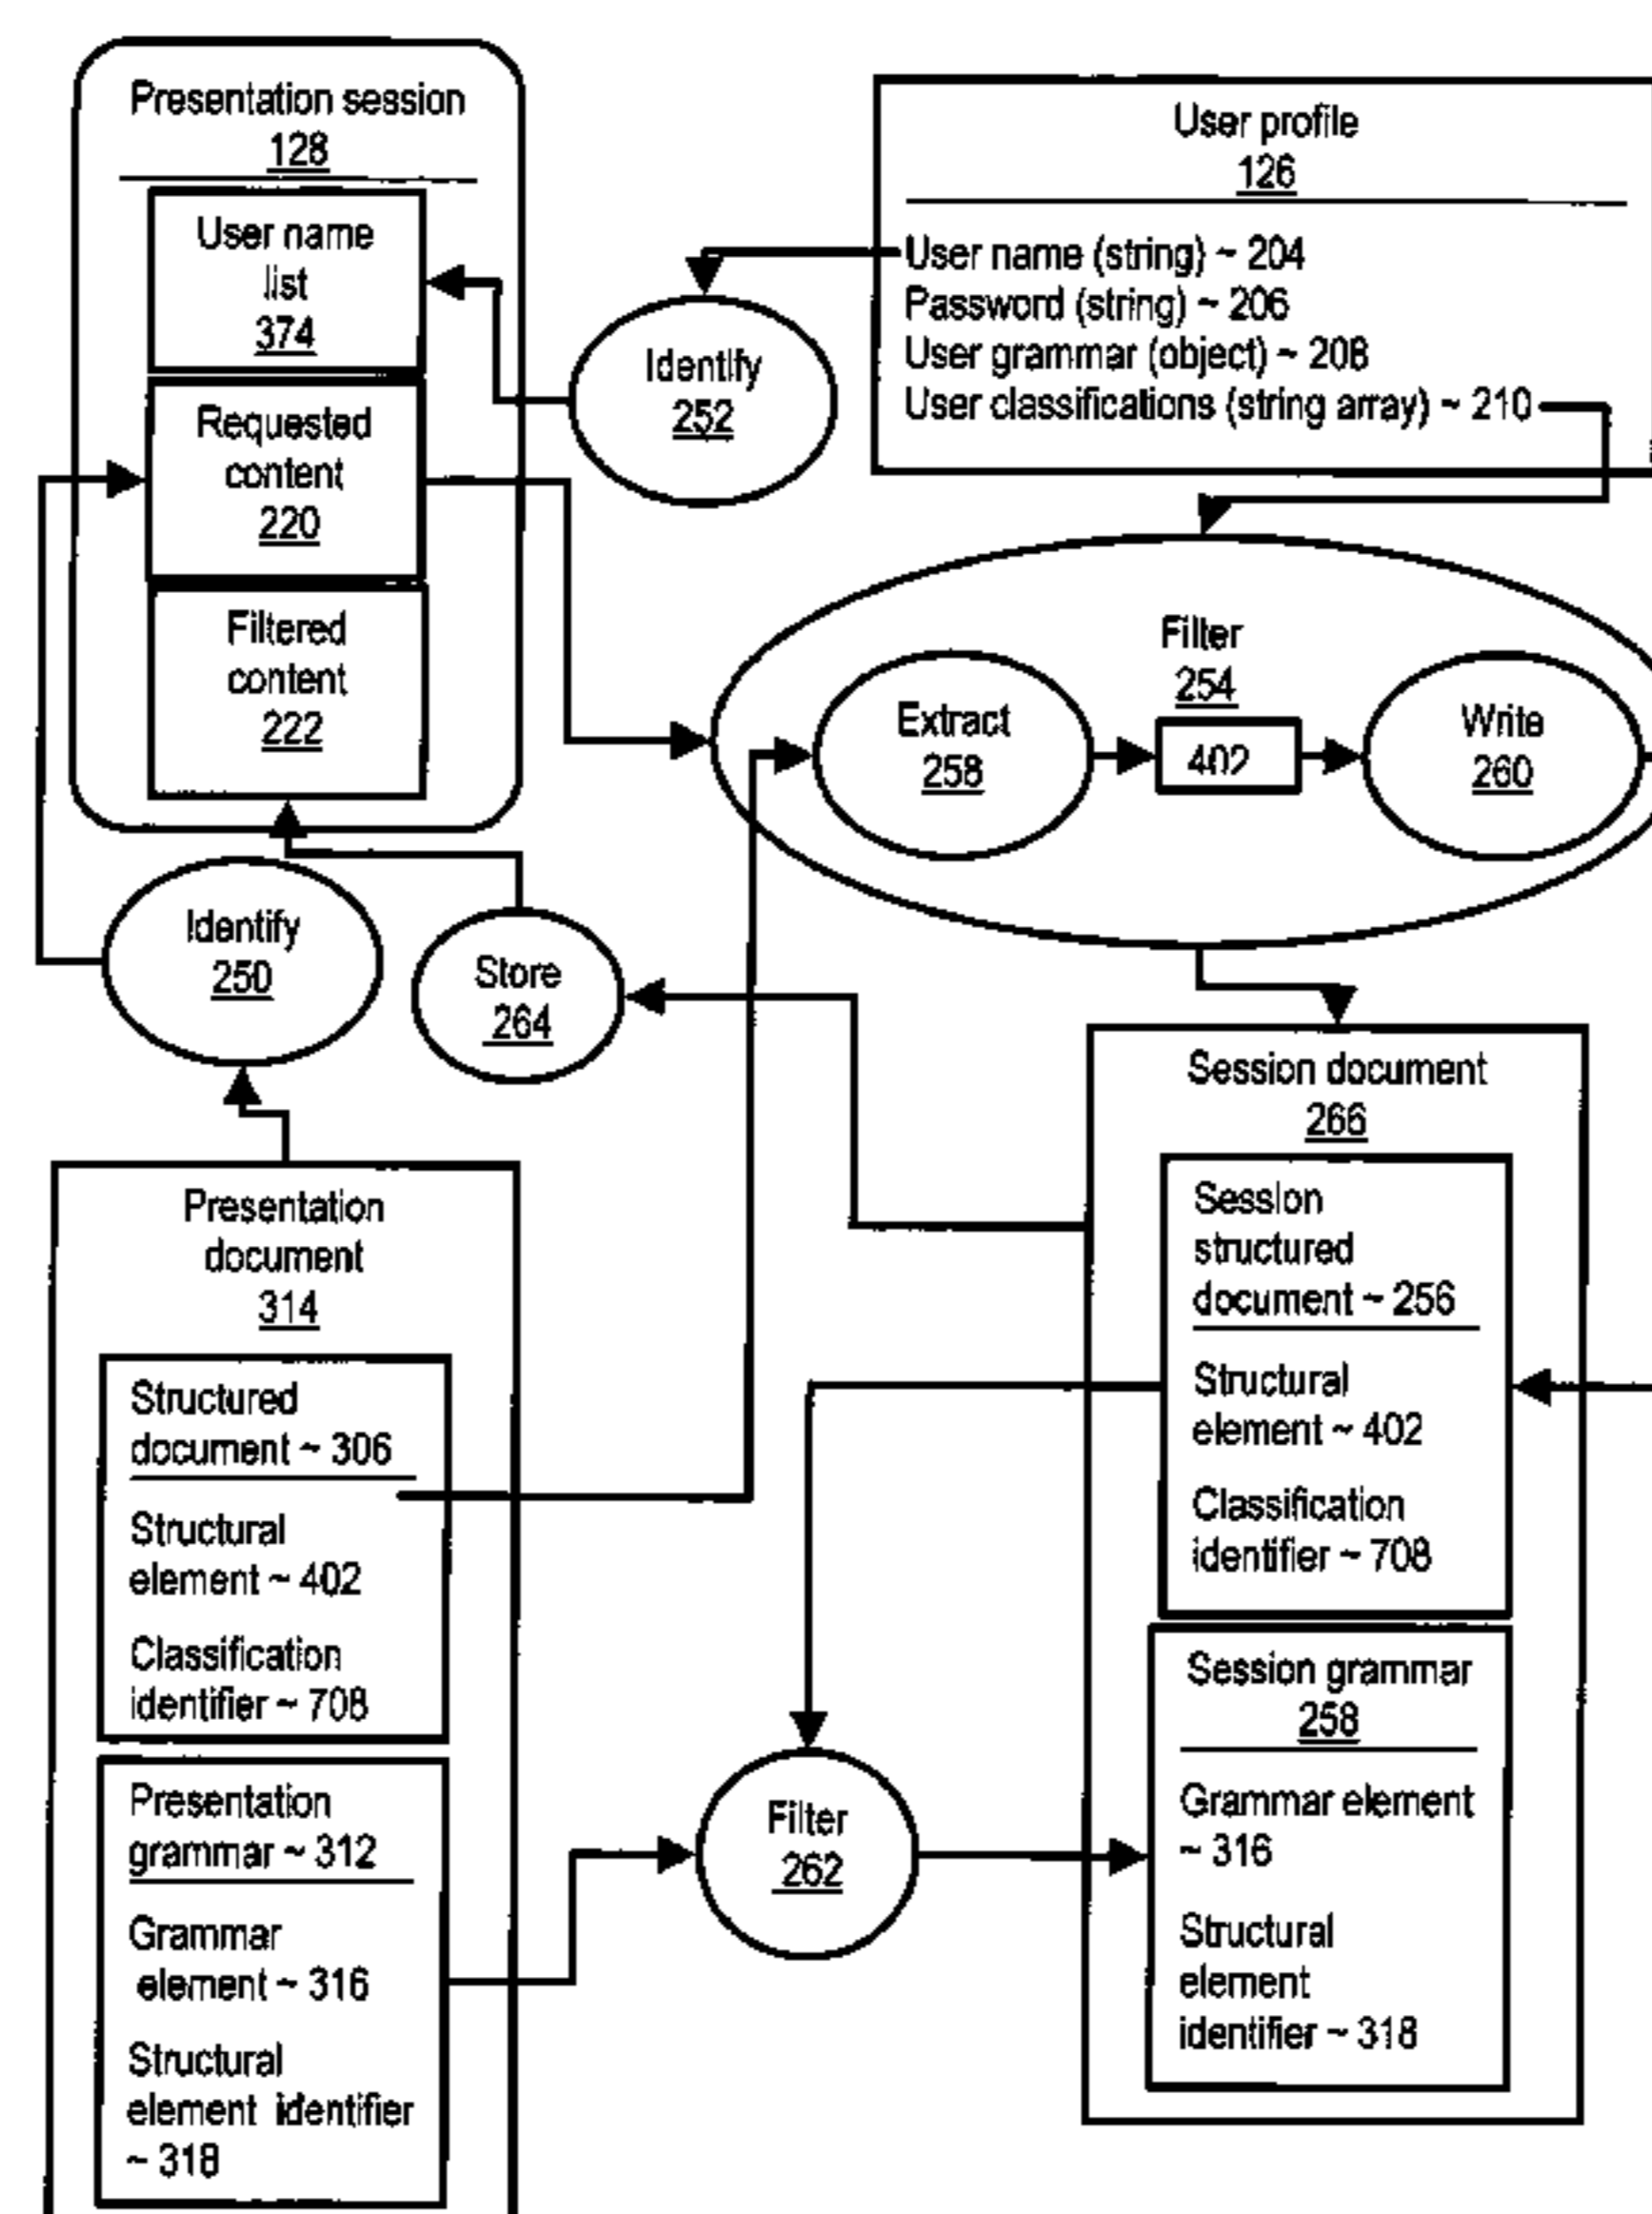 Presentation session
128
User name
list
374
Requested
content
220
Filtered
content
222
User profile
126
User name (string) ~ 204
Password (string) ~ 206
User grammar (object) ~ 208
User classifications (string array) ~ 210
Identify
252
Filter
254
Extract
258
402
Write
260
Identify
250
Store
264
Presentation
document
314
Structured
document ~ 306
Structural
element ~ 402
Classification
identifier ~ 708
Presentation
grammar ~ 312
Grammar
element ~ 316
Structural
element identifier
~ 318
Filter
262
Session document
266
Session
structured
document ~ 256
Structural
element ~ 402
Classification
identifier ~ 708
Session grammar
258
Grammar element
~ 316
Structural
element
identifier ~ 318